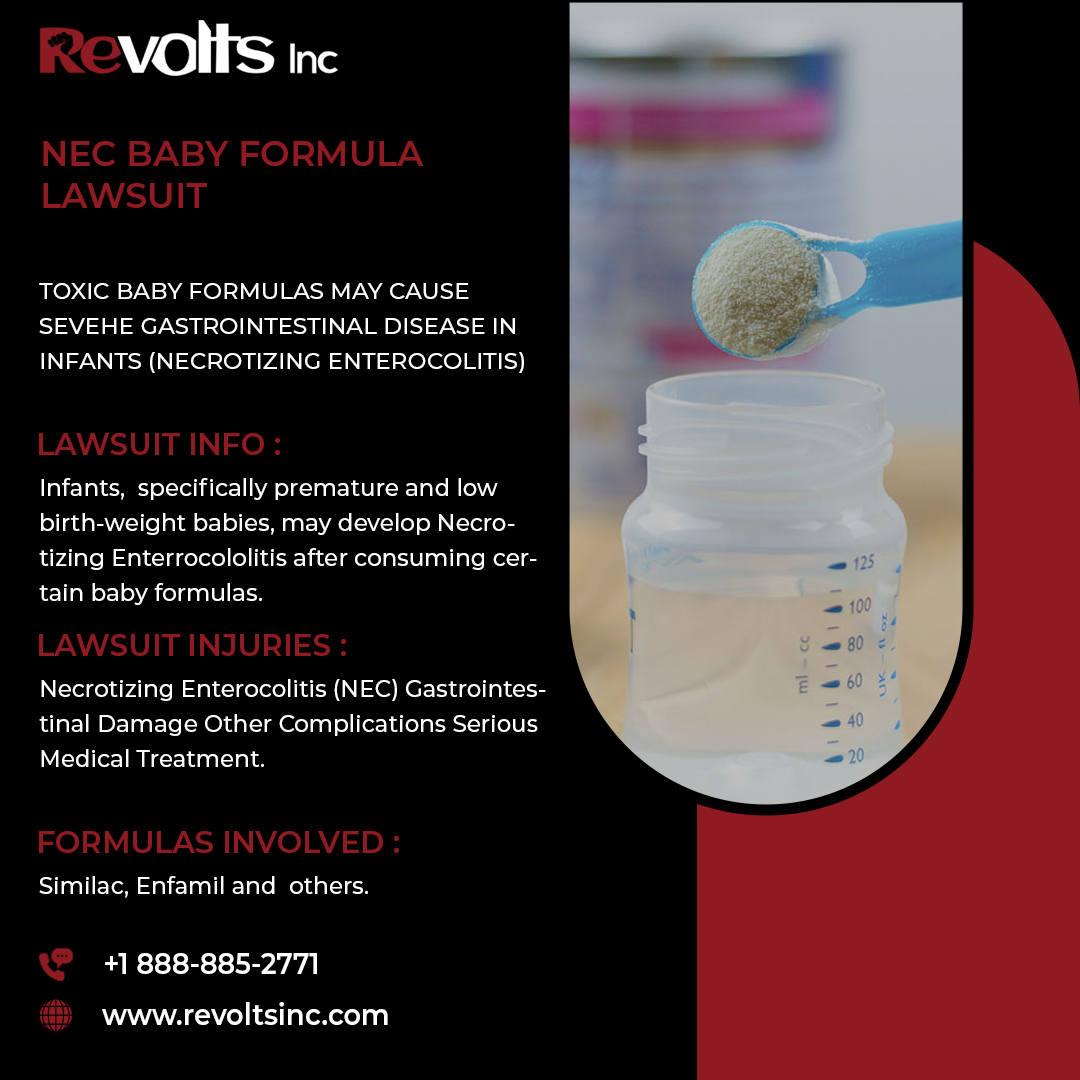 Revolts Inc
NEC BABY FORMULA
LAWSUIT
TOXIC BABY FORMULAS MAY CAUSE
SEVEHE GASTROINTESTINAL DISEASE IN
INFANTS (NECROTIZING ENTEROCOLITIS)
LAWSUIT INFO :
Infants,  specifically premature and low
birth-weight babies, may develop Necro-
tizing Enterrocololitis after consuming cer-
tain baby formulas.
LAWSUIT INJURIES :
Necrotizing Enterocolitis (NEC) Gastrointes-
tinal Damage Other Complications Serious
Medical Treatment.
FORMULAS INVOLVED :
Similac, Enfamil and  others.
+1 888-885-2771
www.revoltsinc.com
125
100
80
60
40
20
ml – cc
UK – fl oz